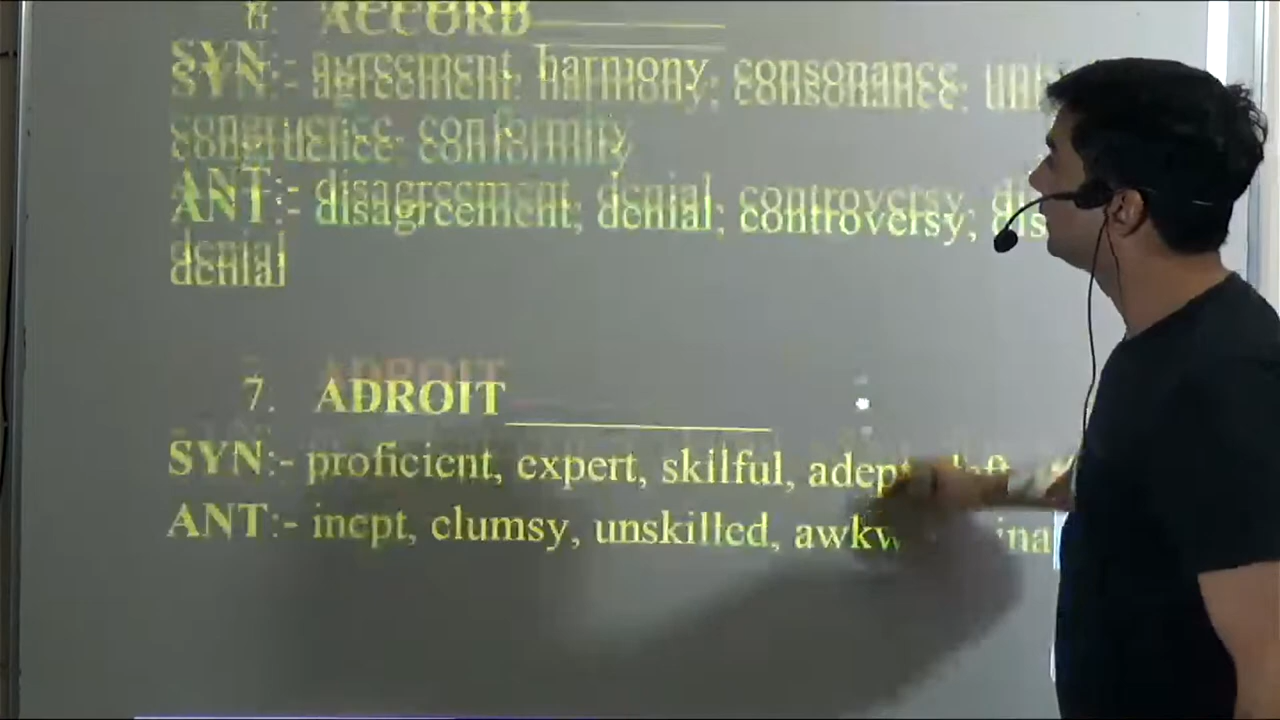 6. ACCORD
SYN:- agreement, harmony, consonance,
congruence, conformity
ANT:- disagreement, denial, controversy,
denial
7. ADROIT
SYN:- proficient, expert, skilful, adept
ANT:- inept, clumsy, unskilled,